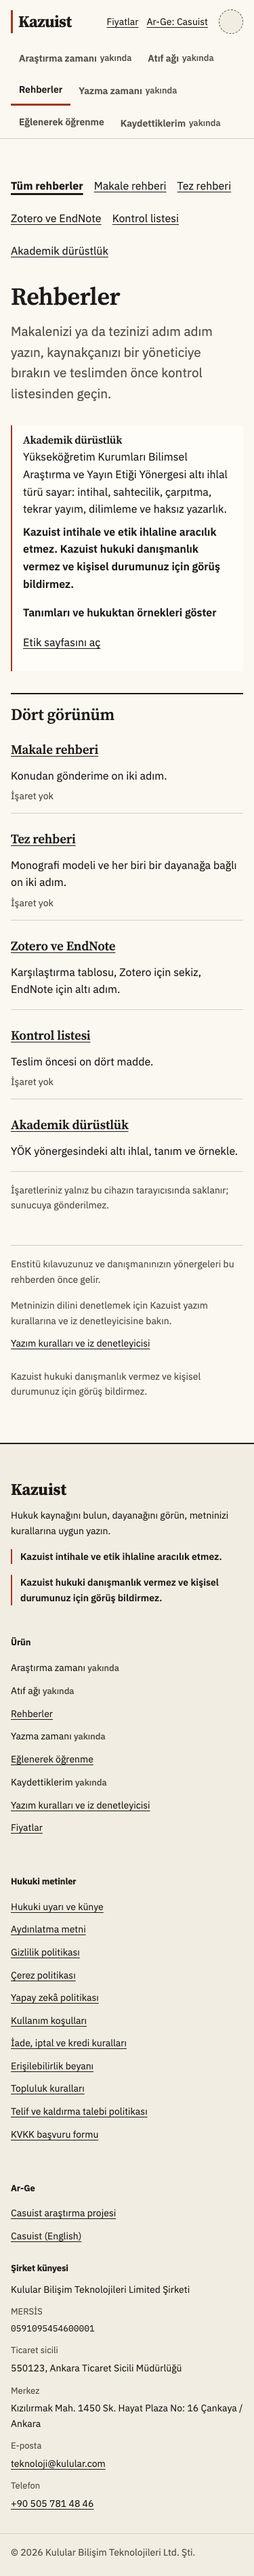 Kazuist
Fiyatlar
Ar-Ge: Casuist
Araştırma zamanı yakında
Atıf ağı yakında
Rehberler
Yazma zamanı yakında
Eğlenerek öğrenme
Kaydettiklerim yakında
Tüm rehberler
Makale rehberi
Tez rehberi
Zotero ve EndNote
Kontrol listesi
Akademik dürüstlük
Rehberler
Makalenizi ya da tezinizi adım adım
yazın, kaynakçanızı bir yöneticiye
bırakın ve teslimden önce kontrol
listesinden geçin.
Akademik dürüstlük
Yükseköğretim Kurumları Bilimsel
Araştırma ve Yayın Etiği Yönergesi altı ihlal
türü sayar: intihal, sahtecilik, çarpıtma,
tekrar yayım, dilimleme ve haksız yazarlık.
Kazuist intihale ve etik ihlaline aracılık
etmez. Kazuist hukuki danışmanlık
vermez ve kişisel durumunuz için görüş
bildirmez.
Tanımları ve hukuktan örnekleri göster
Etik sayfasını aç
Dört görünüm
Makale rehberi
Konudan gönderime on iki adım.
İşaret yok
Tez rehberi
Monografi modeli ve her biri bir dayanağa bağlı
on iki adım.
İşaret yok
Zotero ve EndNote
Karşılaştırma tablosu, Zotero için sekiz,
EndNote için altı adım.
Kontrol listesi
Teslim öncesi on dört madde.
İşaret yok
Akademik dürüstlük
YÖK yönergesindeki altı ihlal, tanım ve örnekle.
İşaretleriniz yalnız bu cihazın tarayıcısında saklanır;
sunucuya gönderilmez.
Enstitü kılavuzunuz ve danışmanınızın yönergeleri bu
rehberden önce gelir.
Metninizin dilini denetlemek için Kazuist yazım
kurallarına ve iz denetleyicisine bakın.
Yazım kuralları ve iz denetleyicisi
Kazuist hukuki danışmanlık vermez ve kişisel
durumunuz için görüş bildirmez.
Kazuist
Hukuk kaynağını bulun, dayanağını görün, metninizi
kurallarına uygun yazın.
Kazuist intihale ve etik ihlaline aracılık etmez.
Kazuist hukuki danışmanlık vermez ve kişisel
durumunuz için görüş bildirmez.
Ürün
Araştırma zamanı yakında
Atıf ağı yakında
Rehberler
Yazma zamanı yakında
Eğlenerek öğrenme
Kaydettiklerim yakında
Yazım kuralları ve iz denetleyicisi
Fiyatlar
Hukuki metinler
Hukuki uyarı ve künye
Aydınlatma metni
Gizlilik politikası
Çerez politikası
Yapay zekâ politikası
Kullanım koşulları
İade, iptal ve kredi kuralları
Erişilebilirlik beyanı
Topluluk kuralları
Telif ve kaldırma talebi politikası
KVKK başvuru formu
Ar-Ge
Casuist araştırma projesi
Casuist (English)
Şirket künyesi
Kulular Bilişim Teknolojileri Limited Şirketi
MERSİS
0591095454600001
Ticaret sicili
550123, Ankara Ticaret Sicili Müdürlüğü
Merkez
Kızılırmak Mah. 1450 Sk. Hayat Plaza No: 16 Çankaya /
Ankara
E-posta
teknoloji@kulular.com
Telefon
+90 505 781 48 46
© 2026 Kulular Bilişim Teknolojileri Ltd. Şti.